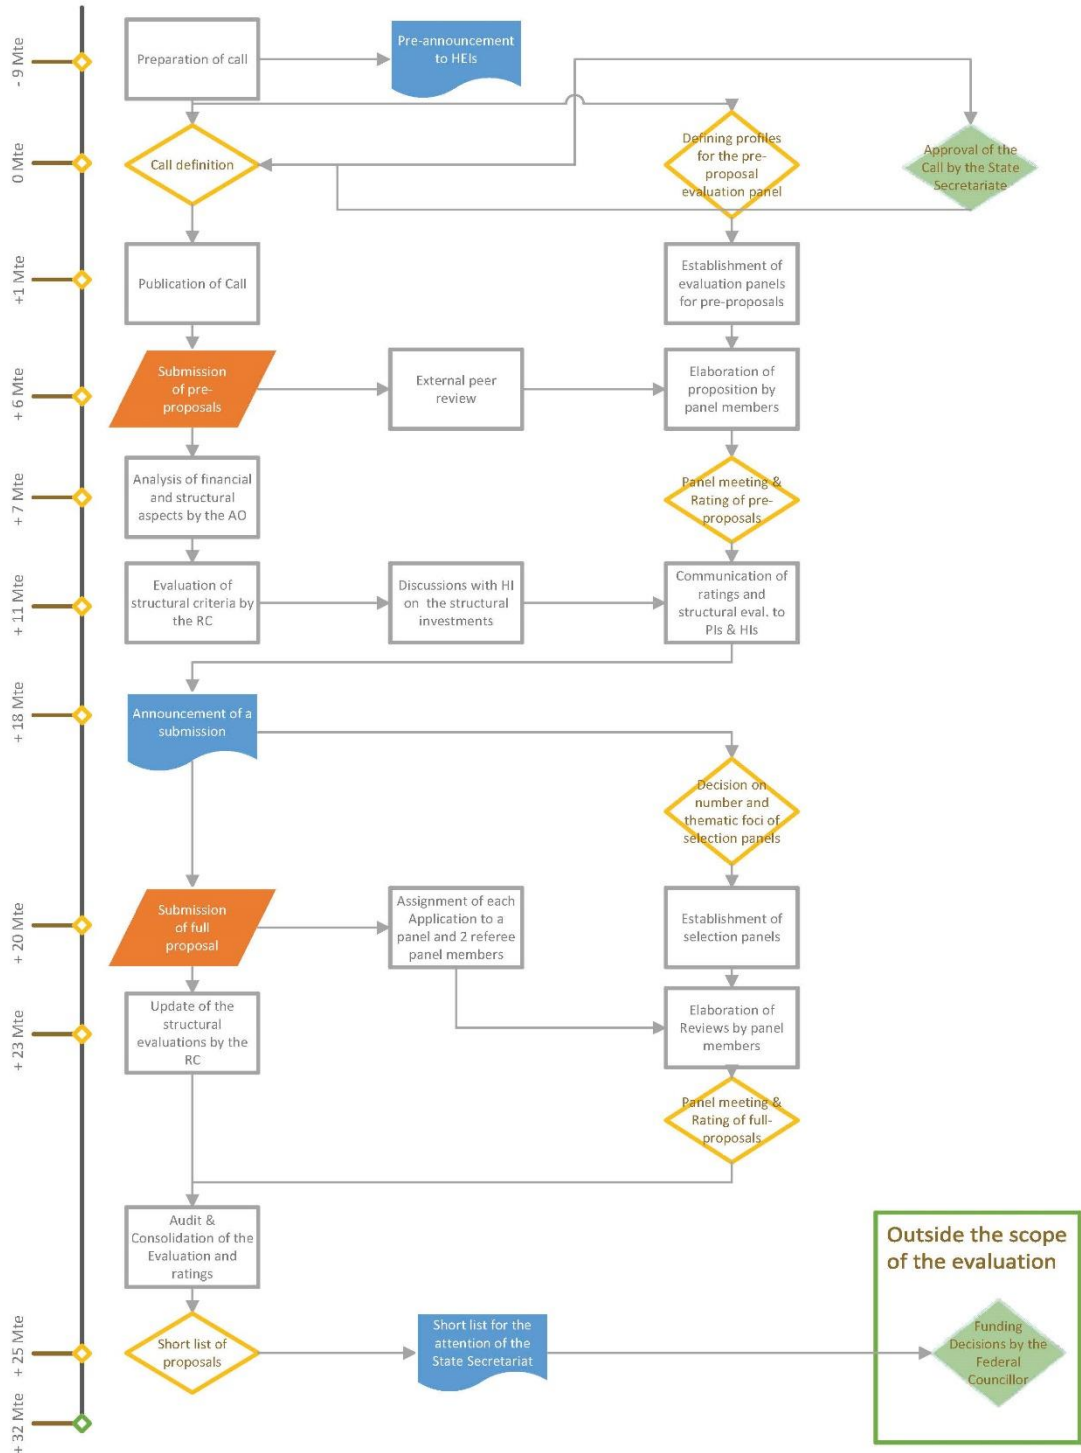 - 9 Mte
Preparation of call
Pre-announcement
to HEIs
0 Mte
Call definition
Defining profiles
for the pre-
proposal
evaluation panel
Approval of the
Call by the State
Secretariate
+1 Mte
Publication of Call
Establishment of
evaluation panels
for pre-proposals
+ 6 Mte
Submission
of pre-
proposals
External peer
review
Elaboration of
proposition by
panel members
+ 7 Mte
Analysis of financial
and structural
aspects by the AO
Panel meeting &
Rating of pre-
proposals
+ 11 Mte
Evaluation of
structural criteria by
the RC
Discussions with HI
on the structural
investments
Communication of
ratings and
structural eval. to
PIs & HIs
+ 18 Mte
Announcement of a
submission
Decision on
number and
thematic foci of
selection panels
+ 20 Mte
Submission
of full
proposal
Assignment of each
Application to a
panel and 2 referee
panel members
Establishment of
selection panels
+ 23 Mte
Update of the
structural
evaluations by the
RC
Elaboration of
Reviews by panel
members
Panel meeting &
Rating of full-
proposals
Audit &
Consolidation of the
Evaluation and
ratings
Outside the scope
of the evaluation
+ 25 Mte
Short list of
proposals
Short list for the
attention of the
State Secretariat
Funding
Decisions by the
Federal
Councillor
+ 32 Mte